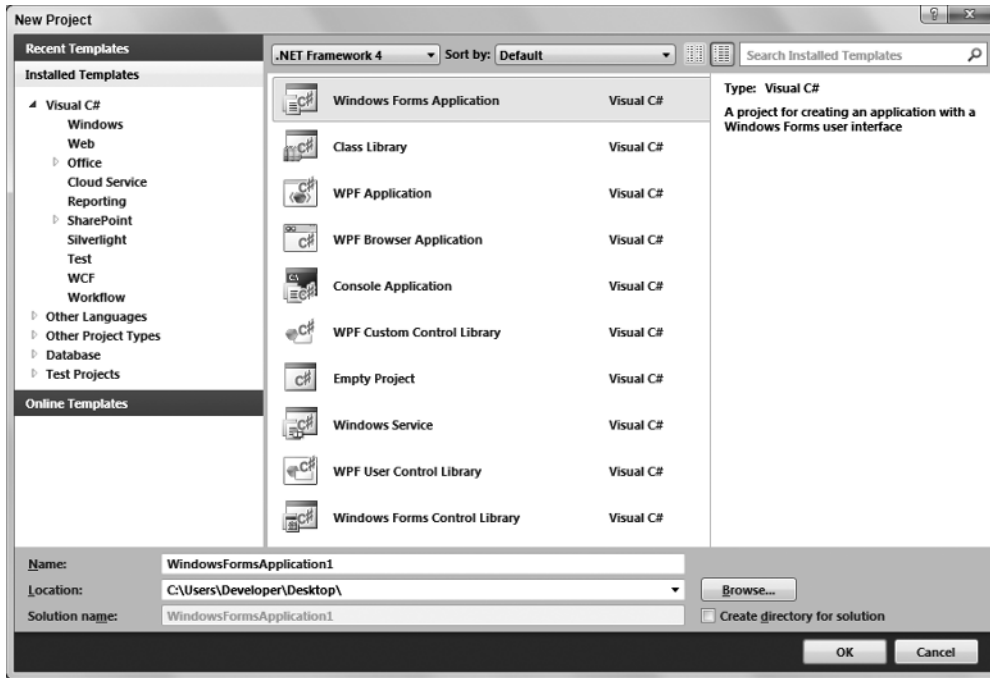 New Project
Recent Templates
Installed Templates
Visual C#
Windows
Web
Office
Cloud Service
Reporting
SharePoint
Silverlight
Test
WCF
Workflow
Other Languages
Other Project Types
Database
Test Projects
Online Templates
.NET Framework 4 Sort by: Default Search Installed Templates
Windows Forms Application Visual C#
Class Library Visual C#
WPF Application Visual C#
WPF Browser Application Visual C#
Console Application Visual C#
WPF Custom Control Library Visual C#
Empty Project Visual C#
Windows Service Visual C#
WPF User Control Library Visual C#
Windows Forms Control Library Visual C#
Type: Visual C#
A project for creating an application with a
Windows Forms user interface
Name: WindowsFormsApplication1
Location: C:\Users\Developer\Desktop\ Browse...
Solution name: WindowsFormsApplication1 Create directory for solution
OK Cancel